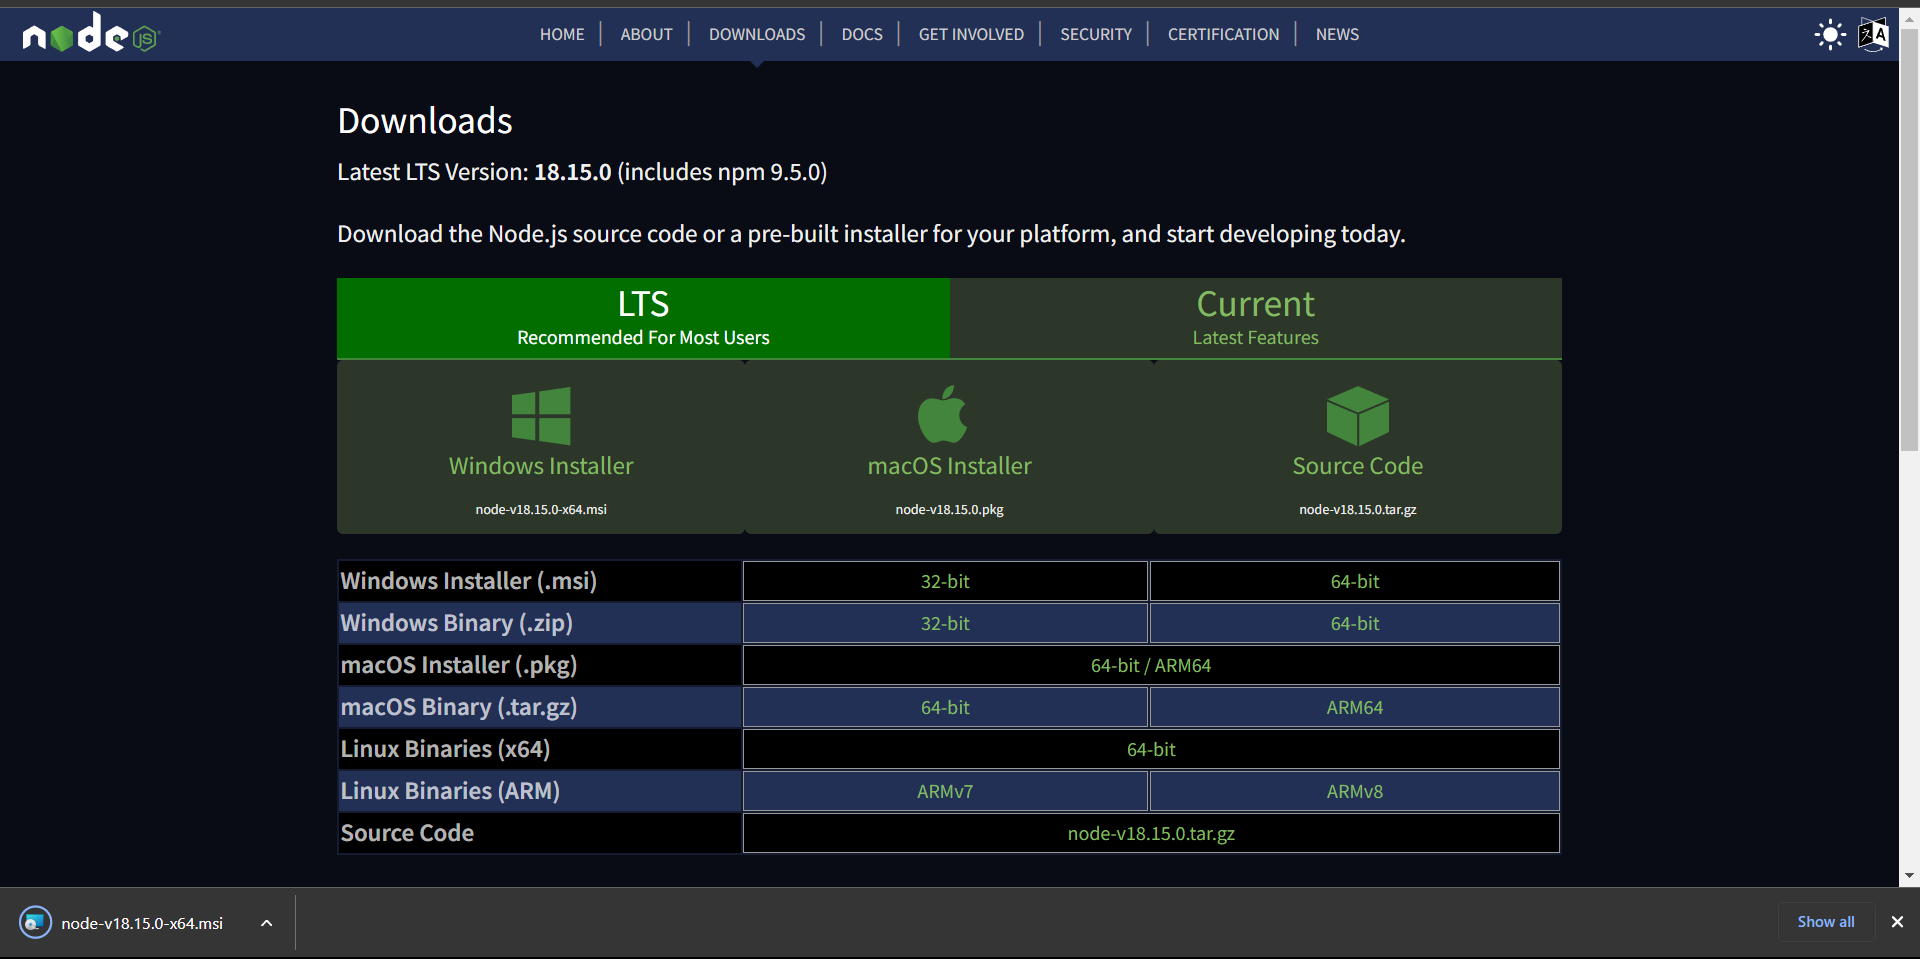 node JS
HOME ABOUT DOWNLOADS DOCS GET INVOLVED SECURITY CERTIFICATION NEWS
Downloads
Latest LTS Version: 18.15.0 (includes npm 9.5.0)
Download the Node.js source code or a pre-built installer for your platform, and start developing today.
LTS
Recommended For Most Users
Current
Latest Features
Windows Installer
node-v18.15.0-x64.msi
macOS Installer
node-v18.15.0.pkg
Source Code
node-v18.15.0.tar.gz
Windows Installer (.msi) 32-bit 64-bit
Windows Binary (.zip) 32-bit 64-bit
macOS Installer (.pkg) 64-bit / ARM64
macOS Binary (.tar.gz) 64-bit ARM64
Linux Binaries (x64) 64-bit
Linux Binaries (ARM) ARMv7 ARMv8
Source Code node-v18.15.0.tar.gz
node-v18.15.0-x64.msi Show all